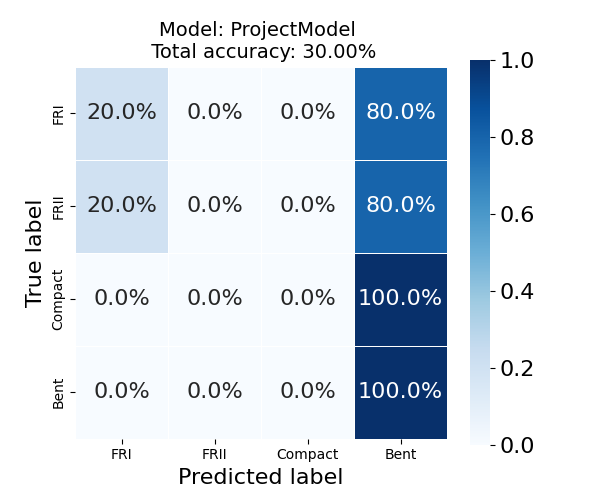 Model: ProjectModel
Total accuracy: 30.00%
1.0
FRI
20.0% 0.0% 0.0% 80.0%
0.8
FRII
20.0% 0.0% 0.0% 80.0%
0.6
True label
0.4
Compact
0.0% 0.0% 0.0% 100.0%
0.2
Bent
0.0% 0.0% 0.0% 100.0%
0.0
FRI FRII Compact Bent
Predicted label